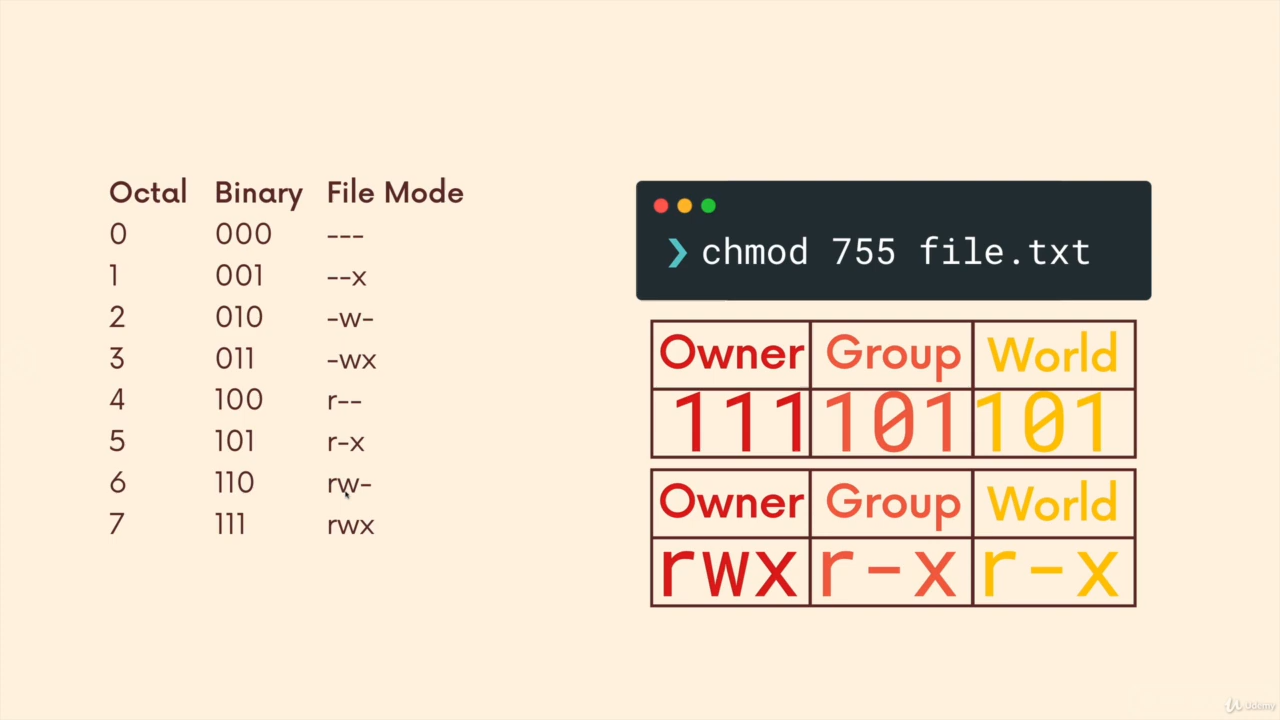 Octal Binary File Mode
0 000 ---
1 001 --x
2 010 -w-
3 011 -wx
4 100 r--
5 101 r-x
6 110 rw-
7 111 rwx
❯ chmod 755 file.txt
Owner Group World
111 101 101
Owner Group World
rwx r-x r-x
Udemy